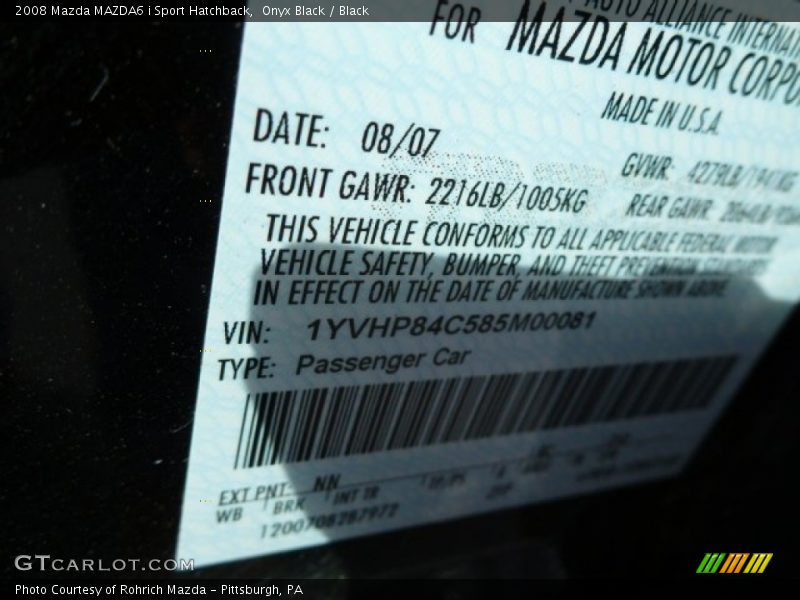 2008 Mazda MAZDA6 i Sport Hatchback, Onyx Black / Black
AUTO ALLIANCE
FOR MAZDA MOTOR
MADE IN U.S.A.
DATE: 08/07
GVWR:
FRONT GAWR: 2216LB/1005KG
REAR GAWR:
THIS VEHICLE CONFORMS TO ALL APPLICABLE FEDERAL MOTOR
VEHICLE SAFETY, BUMPER, AND THEFT PREVENTION STANDARDS
IN EFFECT ON THE DATE OF MANUFACTURE SHOWN ABOVE.
VIN: 1YVHP84C585M00081
TYPE: Passenger Car
EXT PNT: NN
WB BRK INT TR
1200708287972
GTCARLOT.COM
Photo Courtesy of Rohrich Mazda - Pittsburgh, PA